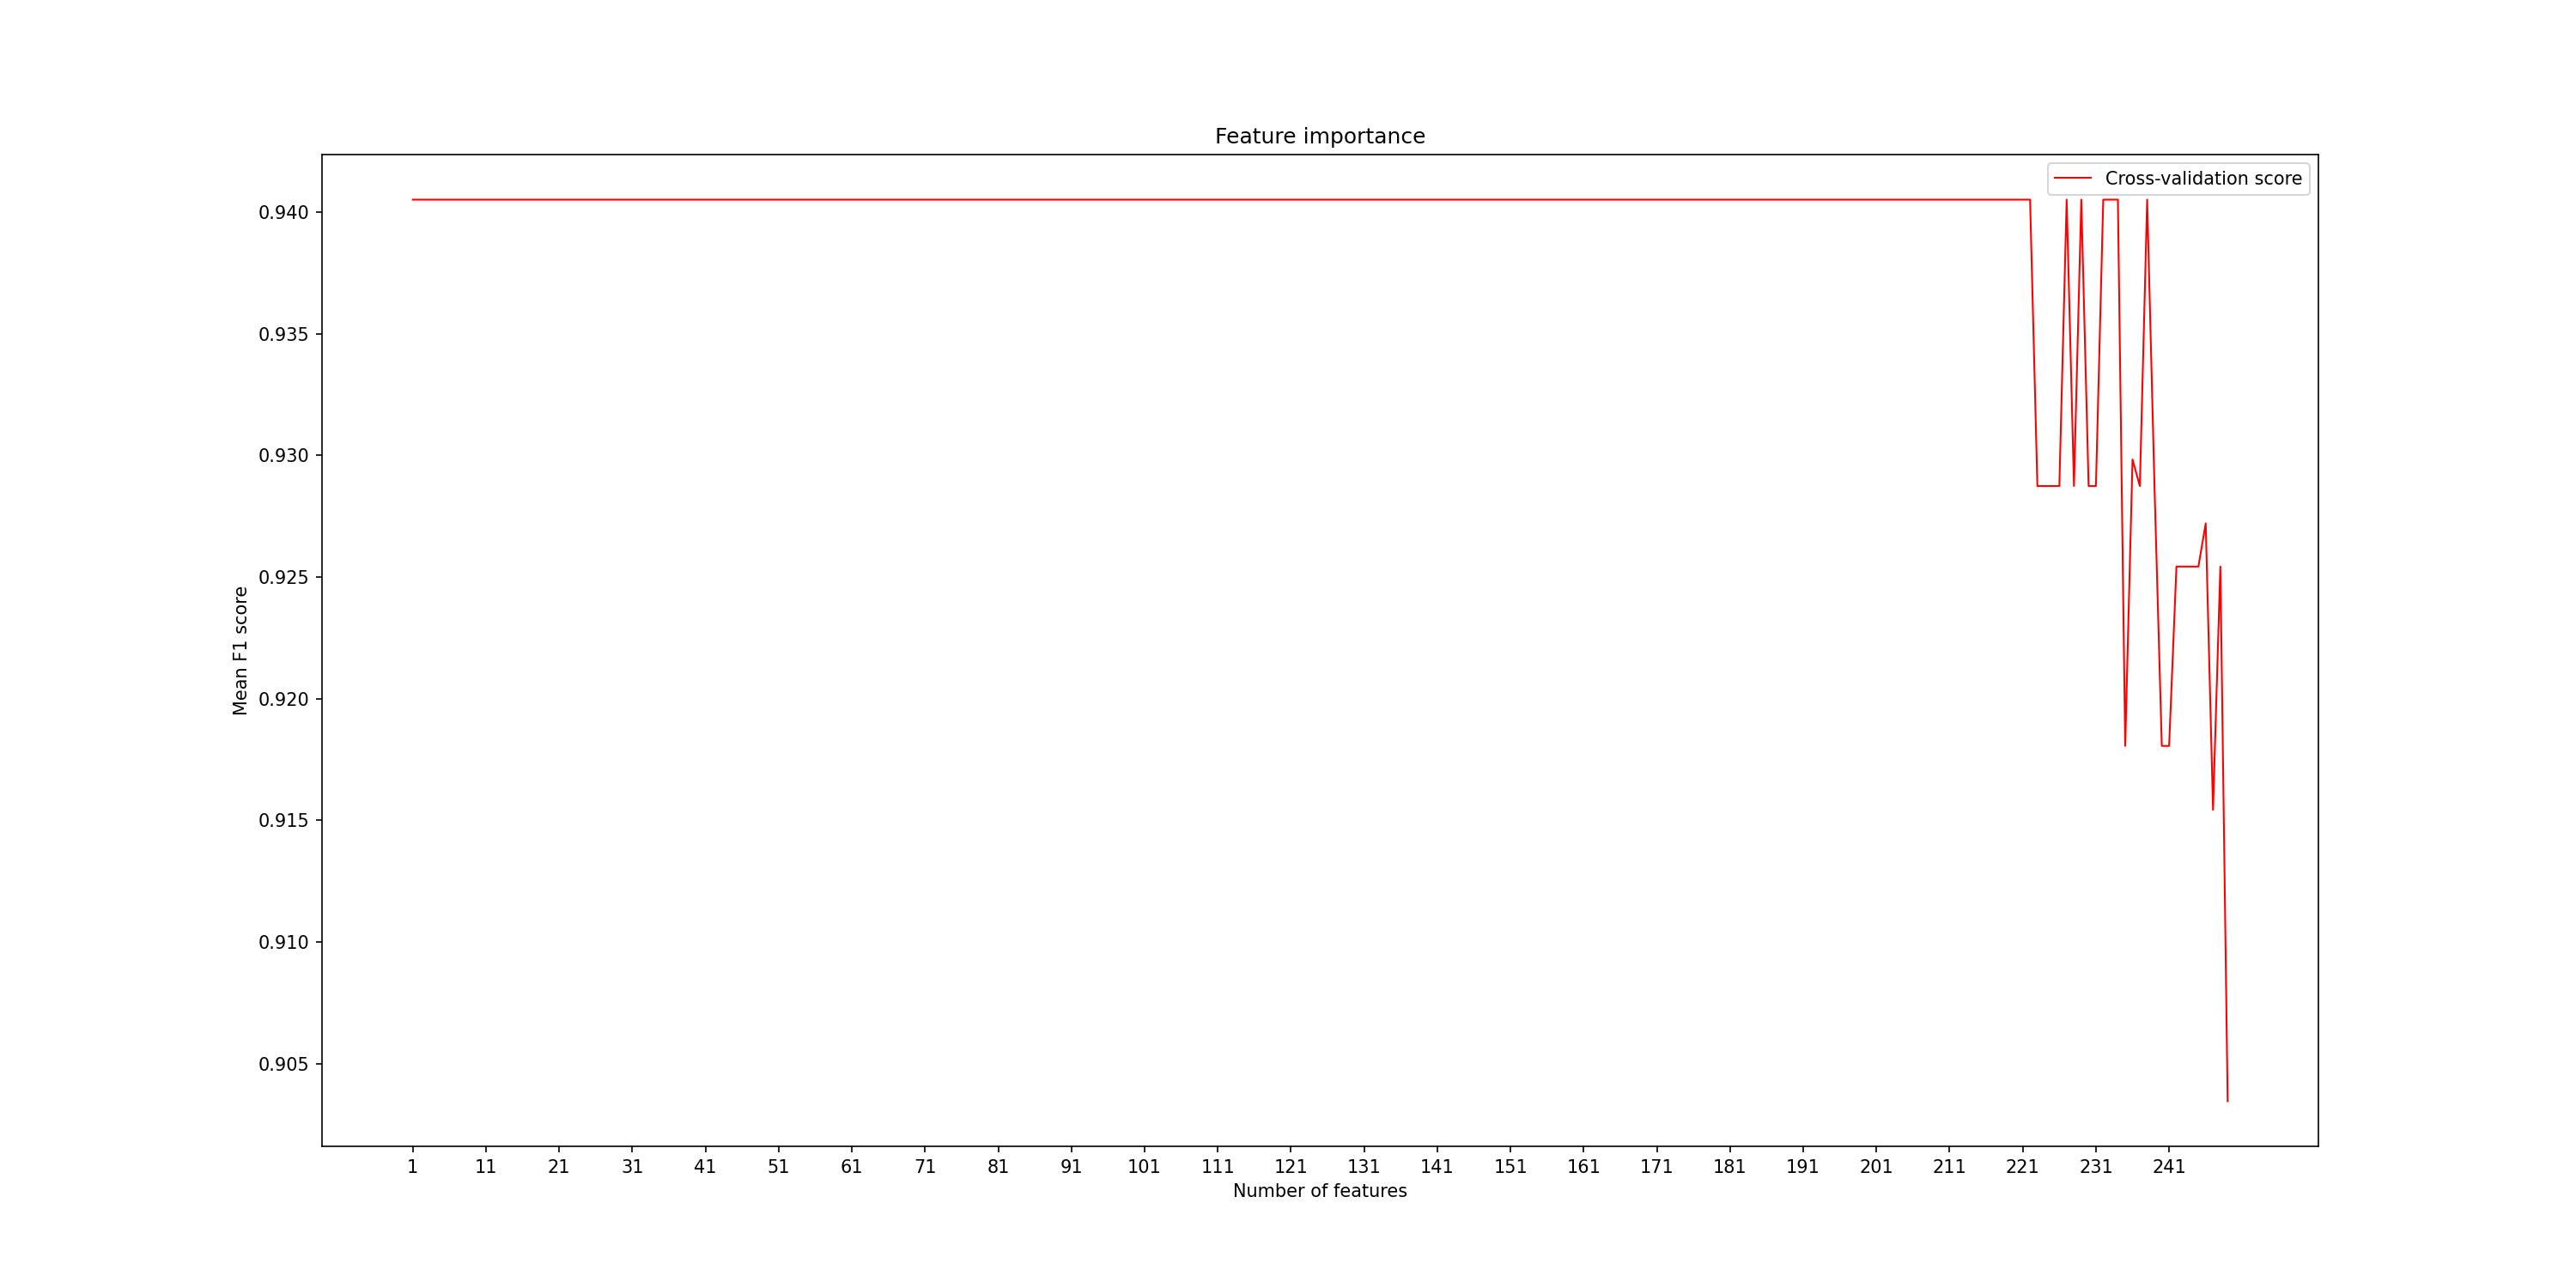 Feature importance
Cross-validation score
0.940
0.935
0.930
0.925
0.920
0.915
0.910
0.905
Mean F1 score
1 11 21 31 41 51 61 71 81 91 101 111 121 131 141 151 161 171 181 191 201 211 221 231 241
Number of features